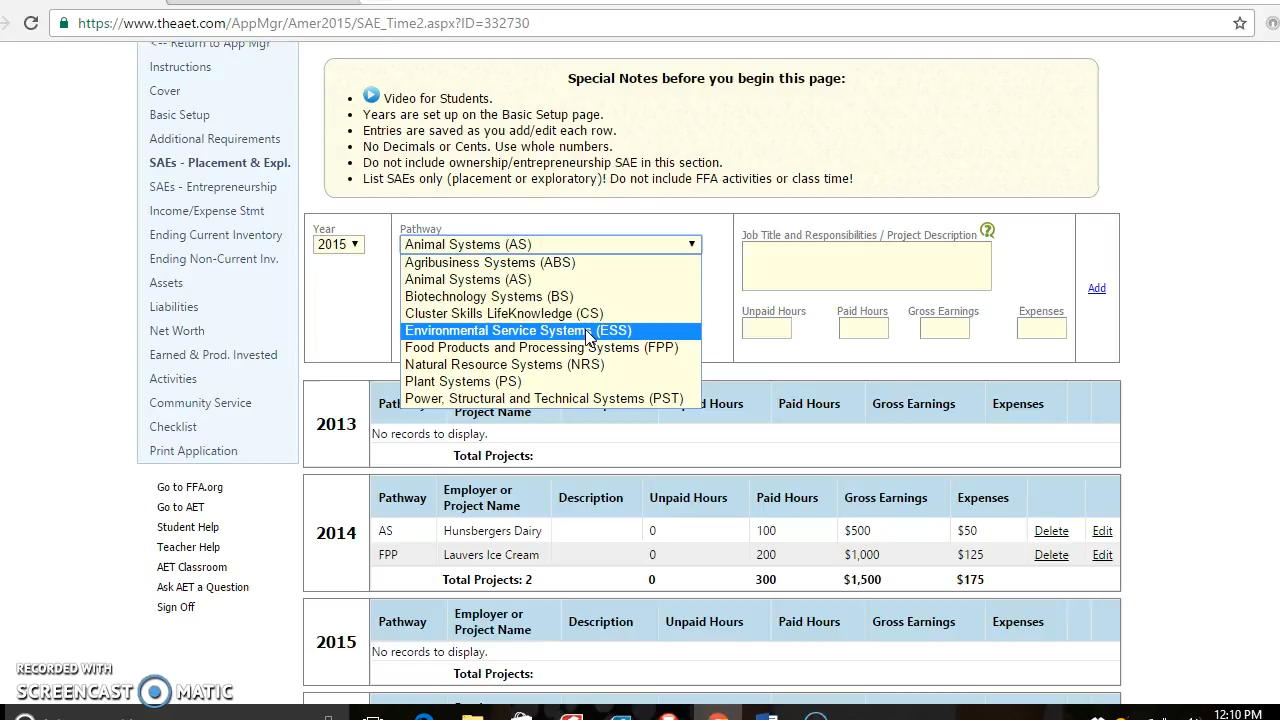 https://www.theaet.com/AppMgr/Amer2015/SAE_Time2.aspx?ID=332730
<-- Return to App Mgr
Instructions
Cover
Basic Setup
Additional Requirements
SAEs - Placement & Expl.
SAEs - Entrepreneurship
Income/Expense Stmt
Ending Current Inventory
Ending Non-Current Inv.
Assets
Liabilities
Net Worth
Earned & Prod. Invested
Activities
Community Service
Checklist
Print Application
Go to FFA.org
Go to AET
Student Help
Teacher Help
AET Classroom
Ask AET a Question
Sign Off
Special Notes before you begin this page:
• Video for Students.
• Years are set up on the Basic Setup page.
• Entries are saved as you add/edit each row.
• No Decimals or Cents. Use whole numbers.
• Do not include ownership/entrepreneurship SAE in this section.
• List SAEs only (placement or exploratory)! Do not include FFA activities or class time!
Year
2015
Pathway
Animal Systems (AS)
Agribusiness Systems (ABS)
Animal Systems (AS)
Biotechnology Systems (BS)
Cluster Skills LifeKnowledge (CS)
Environmental Service Systems (ESS)
Food Products and Processing Systems (FPP)
Natural Resource Systems (NRS)
Plant Systems (PS)
Power, Structural and Technical Systems (PST)
Job Title and Responsibilities / Project Description
Unpaid Hours Paid Hours Gross Earnings Expenses
Add
2013
Project Name Hours Paid Hours Gross Earnings Expenses
No records to display.
Total Projects:
2014
Pathway Employer or Project Name Description Unpaid Hours Paid Hours Gross Earnings Expenses
AS Hunsbergers Dairy 0 100 $500 $50 Delete Edit
FPP Lauvers Ice Cream 0 200 $1,000 $125 Delete Edit
Total Projects: 2 0 300 $1,500 $175
2015
Pathway Employer or Project Name Description Unpaid Hours Paid Hours Gross Earnings Expenses
No records to display.
Total Projects:
RECORDED WITH
SCREENCAST MATIC
12:10 PM